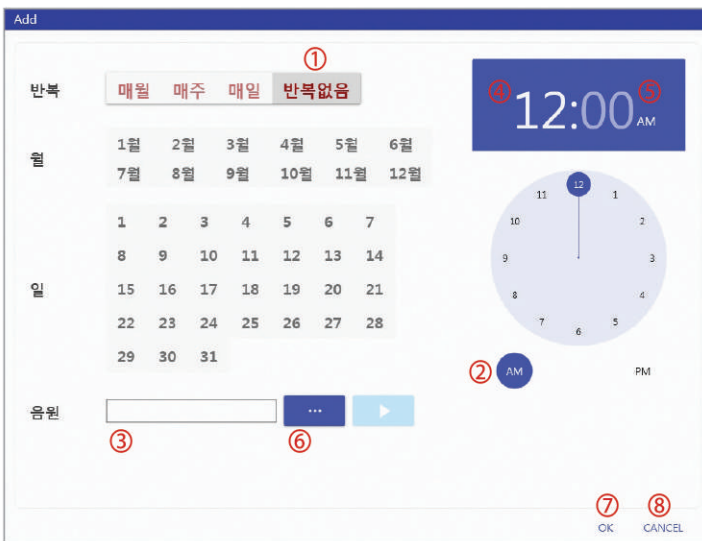 Add
①
반복 매월 매주 매일 반복없음
월 1월 2월 3월 4월 5월 6월
7월 8월 9월 10월 11월 12월
일
1 2 3 4 5 6 7
8 9 10 11 12 13 14
15 16 17 18 19 20 21
22 23 24 25 26 27 28
29 30 31
음원 ...
③ ⑥
④ 12:00 AM ⑤
12
11 1
10 2
9 3
8 4
7 5
6
② AM PM
⑦ ⑧
OK CANCEL